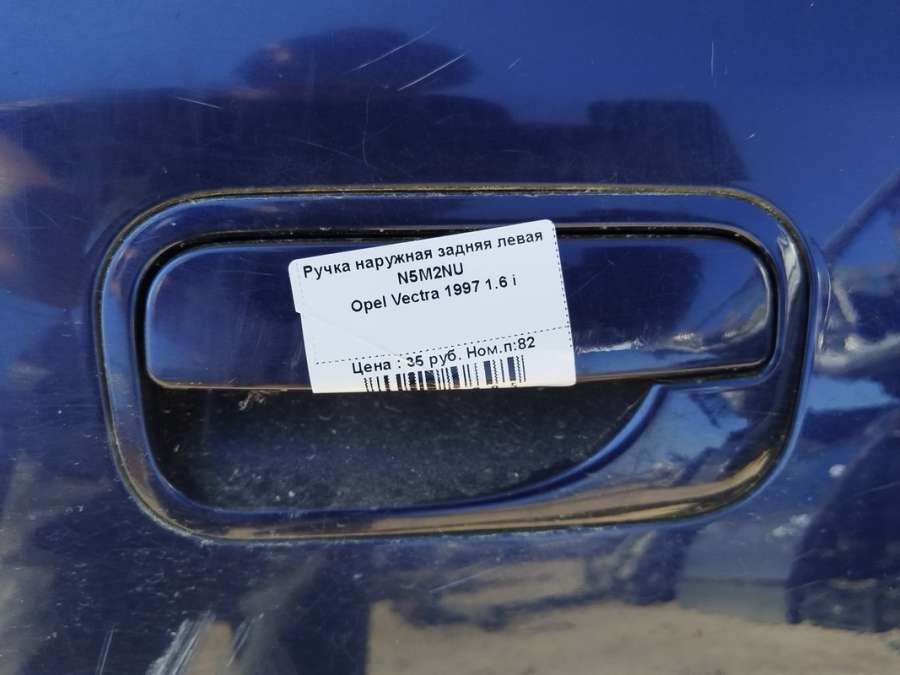 Ручка наружная задняя левая
N5M2NU
Opel Vectra 1997 1.6 i
Цена : 35 руб. Ном.п:82